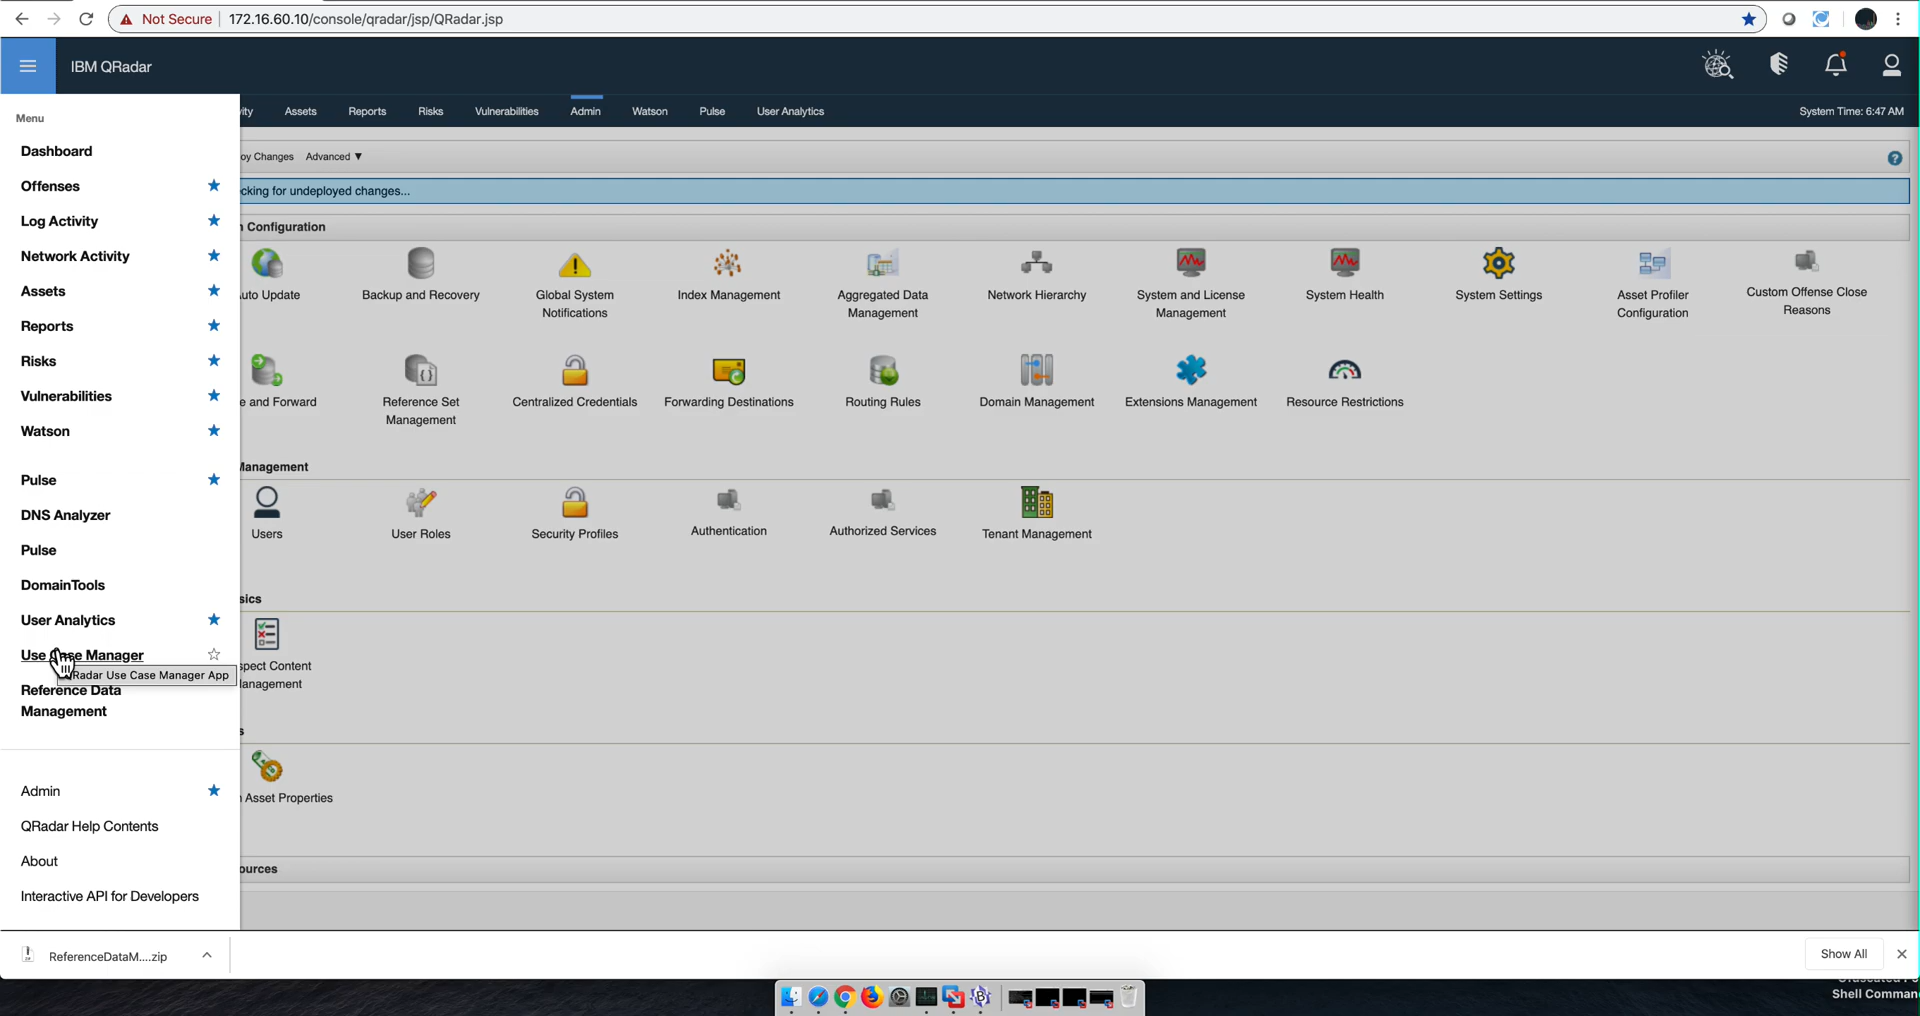 Not Secure 172.16.60.10/console/qradar/jsp/QRadar.jsp
IBM QRadar
ity Assets Reports Risks Vulnerabilities Admin Watson Pulse User Analytics System Time: 6:47 AM
Menu
Dashboard
Offenses
Log Activity
Network Activity
Assets
Reports
Risks
Vulnerabilities
Watson
Pulse
DNS Analyzer
Pulse
DomainTools
User Analytics
Use Case Manager
QRadar Use Case Manager App
Reference Data
Management
Admin
QRadar Help Contents
About
Interactive API for Developers
oy Changes Advanced ▼
cking for undeployed changes...
n Configuration
uto Update
Backup and Recovery
Global System
Notifications
Index Management
Aggregated Data
Management
Network Hierarchy
System and License
Management
System Health
System Settings
Asset Profiler
Configuration
Custom Offense Close
Reasons
e and Forward
Reference Set
Management
Centralized Credentials
Forwarding Destinations
Routing Rules
Domain Management
Extensions Management
Resource Restrictions
Management
Users
User Roles
Security Profiles
Authentication
Authorized Services
Tenant Management
sics
spect Content
anagement
s
Asset Properties
ources
ReferenceDataM....zip
Show All
Shell Comman